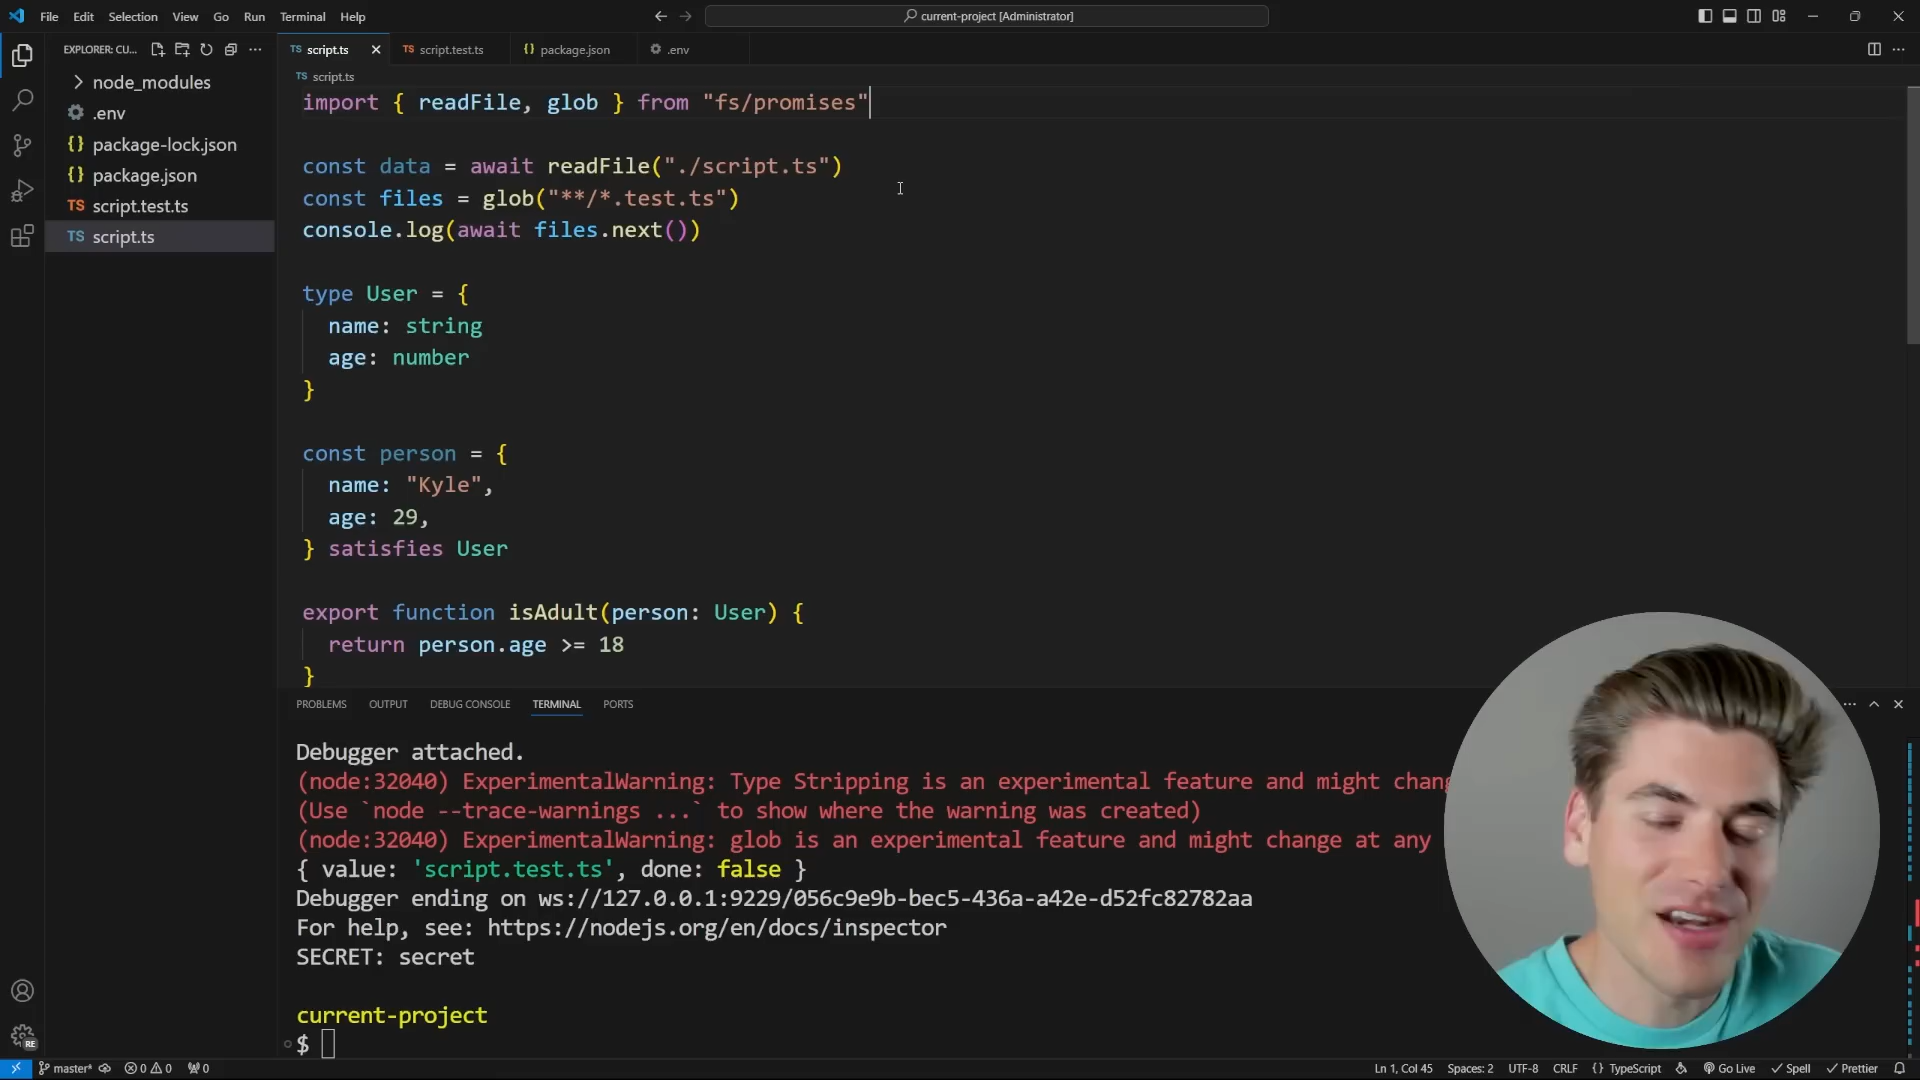 File Edit Selection View Go Run Terminal Help
current-project [Administrator]
EXPLORER: CU...
script.ts
script.test.ts
package.json
.env
TS script.ts
node_modules
.env
package-lock.json
package.json
script.test.ts
script.ts
import { readFile, glob } from "fs/promises"
const data = await readFile("./script.ts")
const files = glob("**/*.test.ts")
console.log(await files.next())
type User = {
name: string
age: number
}
const person = {
name: "Kyle",
age: 29,
} satisfies User
export function isAdult(person: User) {
return person.age >= 18
}
PROBLEMS OUTPUT DEBUG CONSOLE TERMINAL PORTS
Debugger attached.
(node:32040) ExperimentalWarning: Type Stripping is an experimental feature and might chang
(Use `node --trace-warnings ...` to show where the warning was created)
(node:32040) ExperimentalWarning: glob is an experimental feature and might change at any
{ value: 'script.test.ts', done: false }
Debugger ending on ws://127.0.0.1:9229/056c9e9b-bec5-436a-a42e-d52fc82782aa
For help, see: https://nodejs.org/en/docs/inspector
SECRET: secret
current-project
$
master* 0 0 0 Ln 1, Col 45 Spaces: 2 UTF-8 CRLF {} TypeScript Go Live Spell Prettier